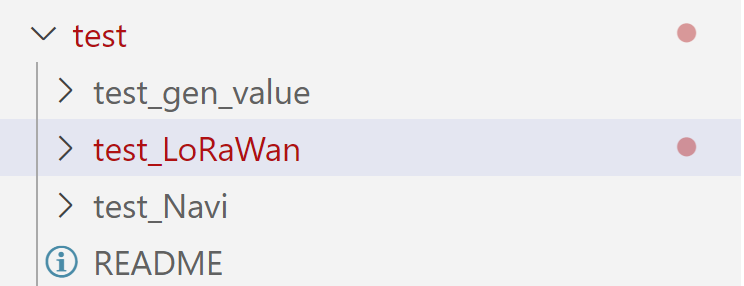 test
test_gen_value
test_LoRaWan
test_Navi
README